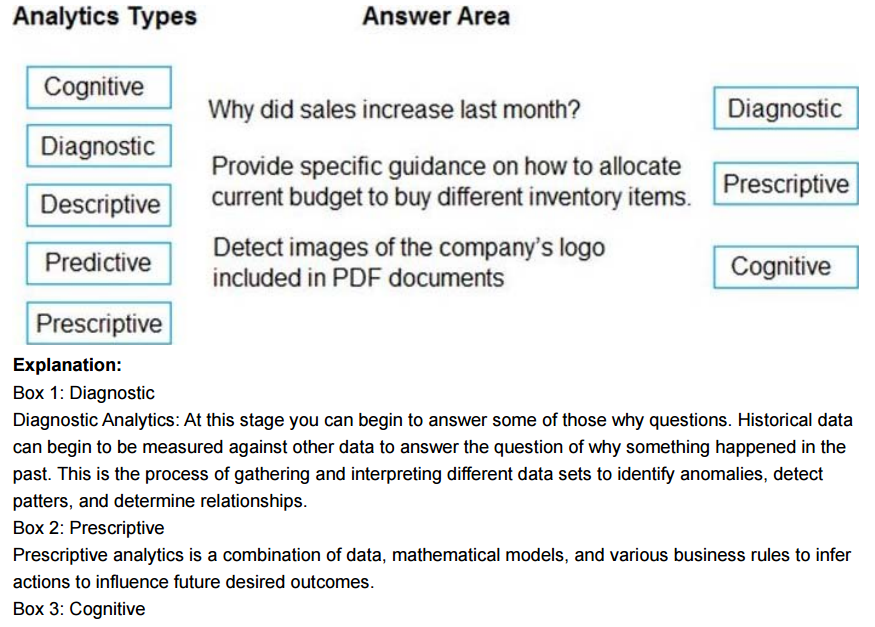 Analytics Types
Answer Area
Cognitive
Diagnostic
Descriptive
Predictive
Prescriptive
Why did sales increase last month?
Diagnostic
Provide specific guidance on how to allocate
current budget to buy different inventory items.
Prescriptive
Detect images of the company's logo
included in PDF documents
Cognitive
Explanation:
Box 1: Diagnostic
Diagnostic Analytics: At this stage you can begin to answer some of those why questions. Historical data
can begin to be measured against other data to answer the question of why something happened in the
past. This is the process of gathering and interpreting different data sets to identify anomalies, detect
patters, and determine relationships.
Box 2: Prescriptive
Prescriptive analytics is a combination of data, mathematical models, and various business rules to infer
actions to influence future desired outcomes.
Box 3: Cognitive